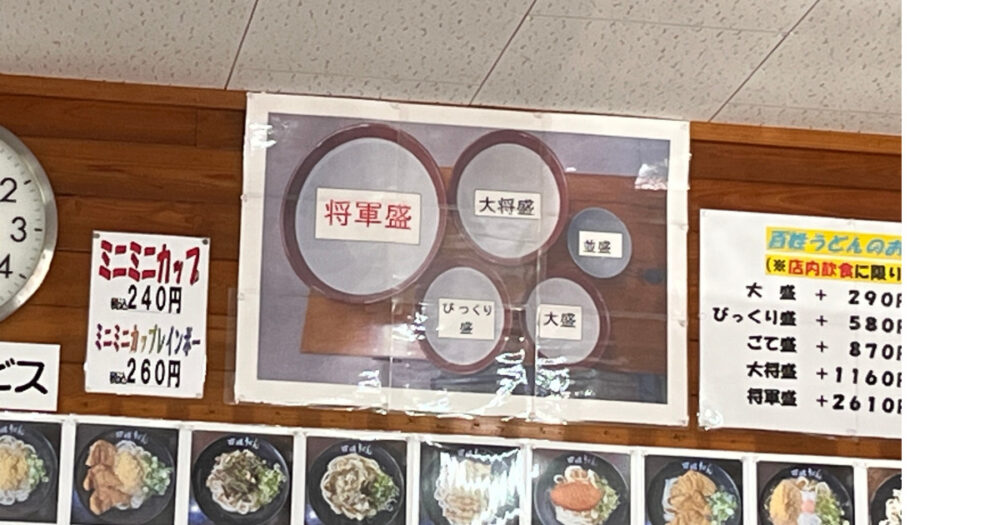 2
3
4
ビス
ミニミニカップ
税込240円
ミニミニカップレインボー
税込260円
将軍盛
大将盛
並盛
びっくり
盛
大盛
百姓うどんのお
(※店内飲食に限り
大盛 + 290円
びっくり盛 + 580円
ごて盛 + 870円
大将盛 +1160円
将軍盛 +2610円